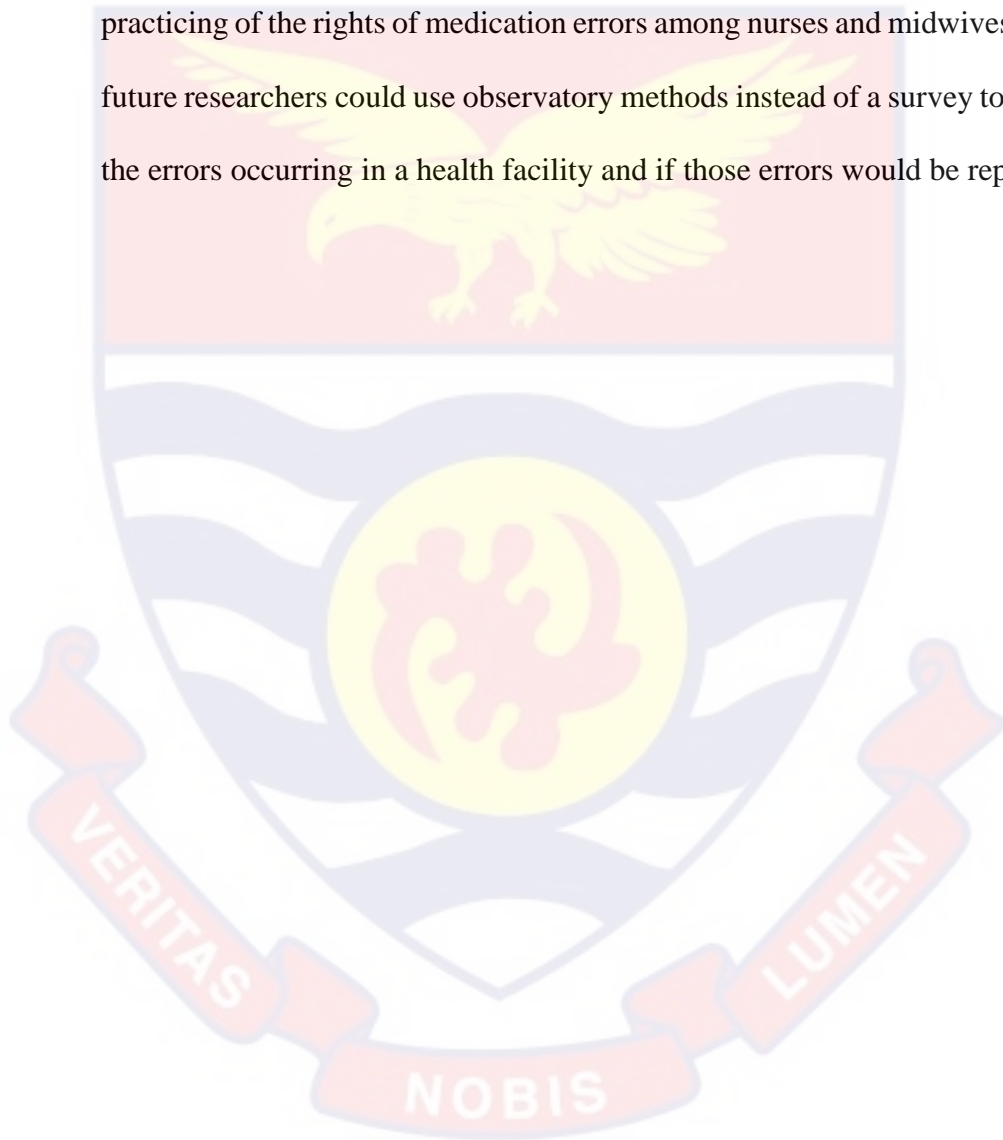 practicing of the rights of medication errors among nurses and midwives
future researchers could use observatory methods instead of a survey to
the errors occurring in a health facility and if those errors would be rep
VERITAS
NOBIS
LUMEN